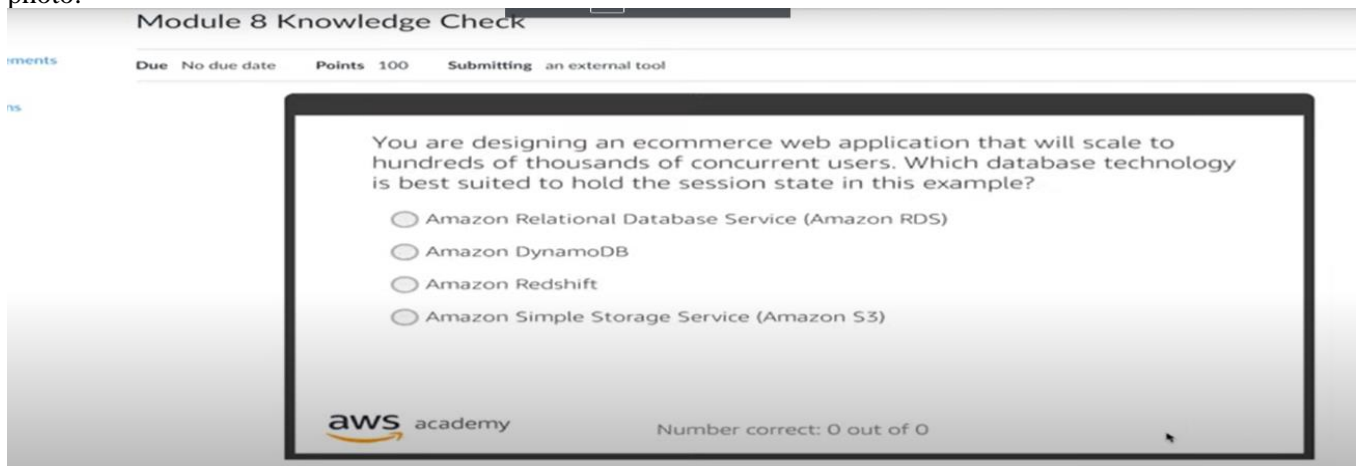 photo.
Module 8 Knowledge Check
ements
Due No due date Points 100 Submitting an external tool
ns
You are designing an ecommerce web application that will scale to
hundreds of thousands of concurrent users. Which database technology
is best suited to hold the session state in this example?
Amazon Relational Database Service (Amazon RDS)
Amazon DynamoDB
Amazon Redshift
Amazon Simple Storage Service (Amazon S3)
aws academy
Number correct: 0 out of 0